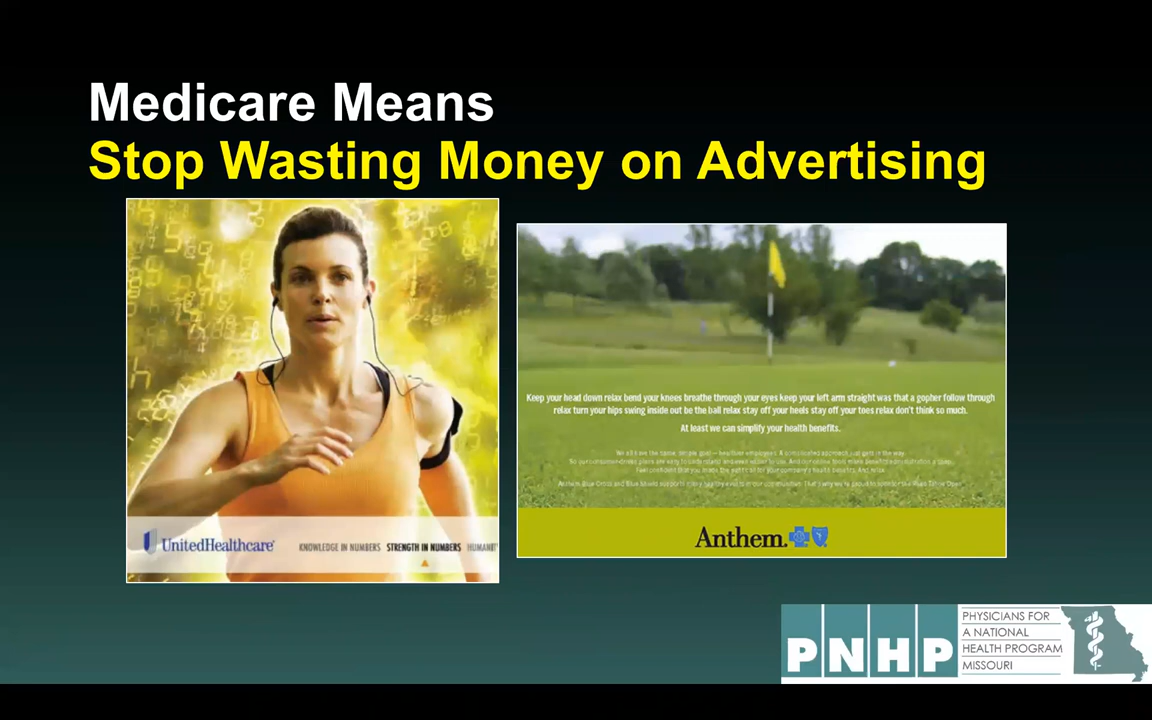 Medicare Means
Stop Wasting Money on Advertising
UnitedHealthcare
KNOWLEDGE IN NUMBERS STRENGTH IN NUMBERS
Keep your head down relax bend your knees breathe through your eyes keep your left arm straight was that a gopher follow through
relax turn your hips swing inside out be the ball relax stay off your heels stay off your toes relax don't think so much.
At least we can simplify your health benefits.
Anthem.
PNHP
PHYSICIANS FOR
A NATIONAL
HEALTH PROGRAM
MISSOURI